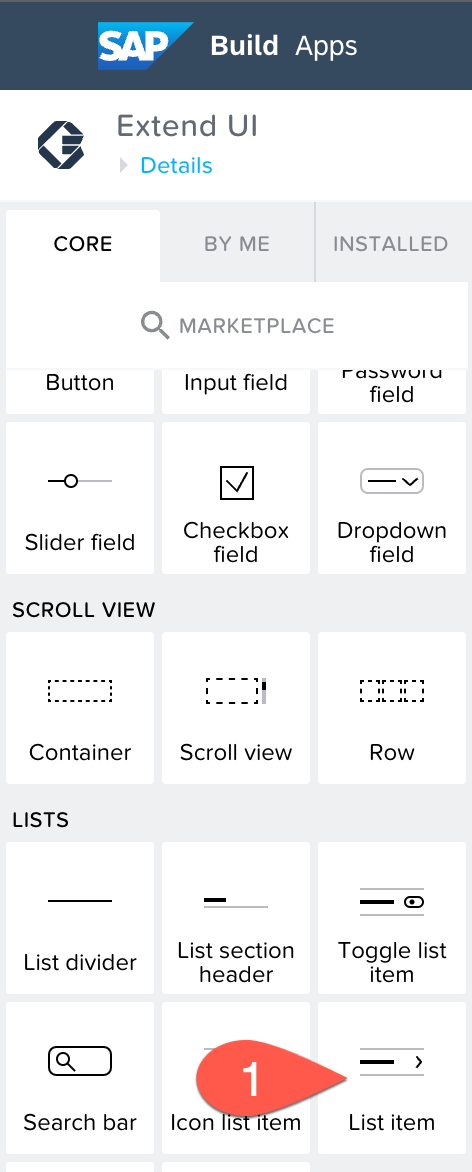 SAP Build Apps
Extend UI
Details
CORE BY ME INSTALLED
MARKETPLACE
Button Input field Password
field
Slider field Checkbox
field Dropdown
field
SCROLL VIEW
Container Scroll view Row
LISTS
List divider List section
header Toggle list
item
1
Search bar Icon list item List item